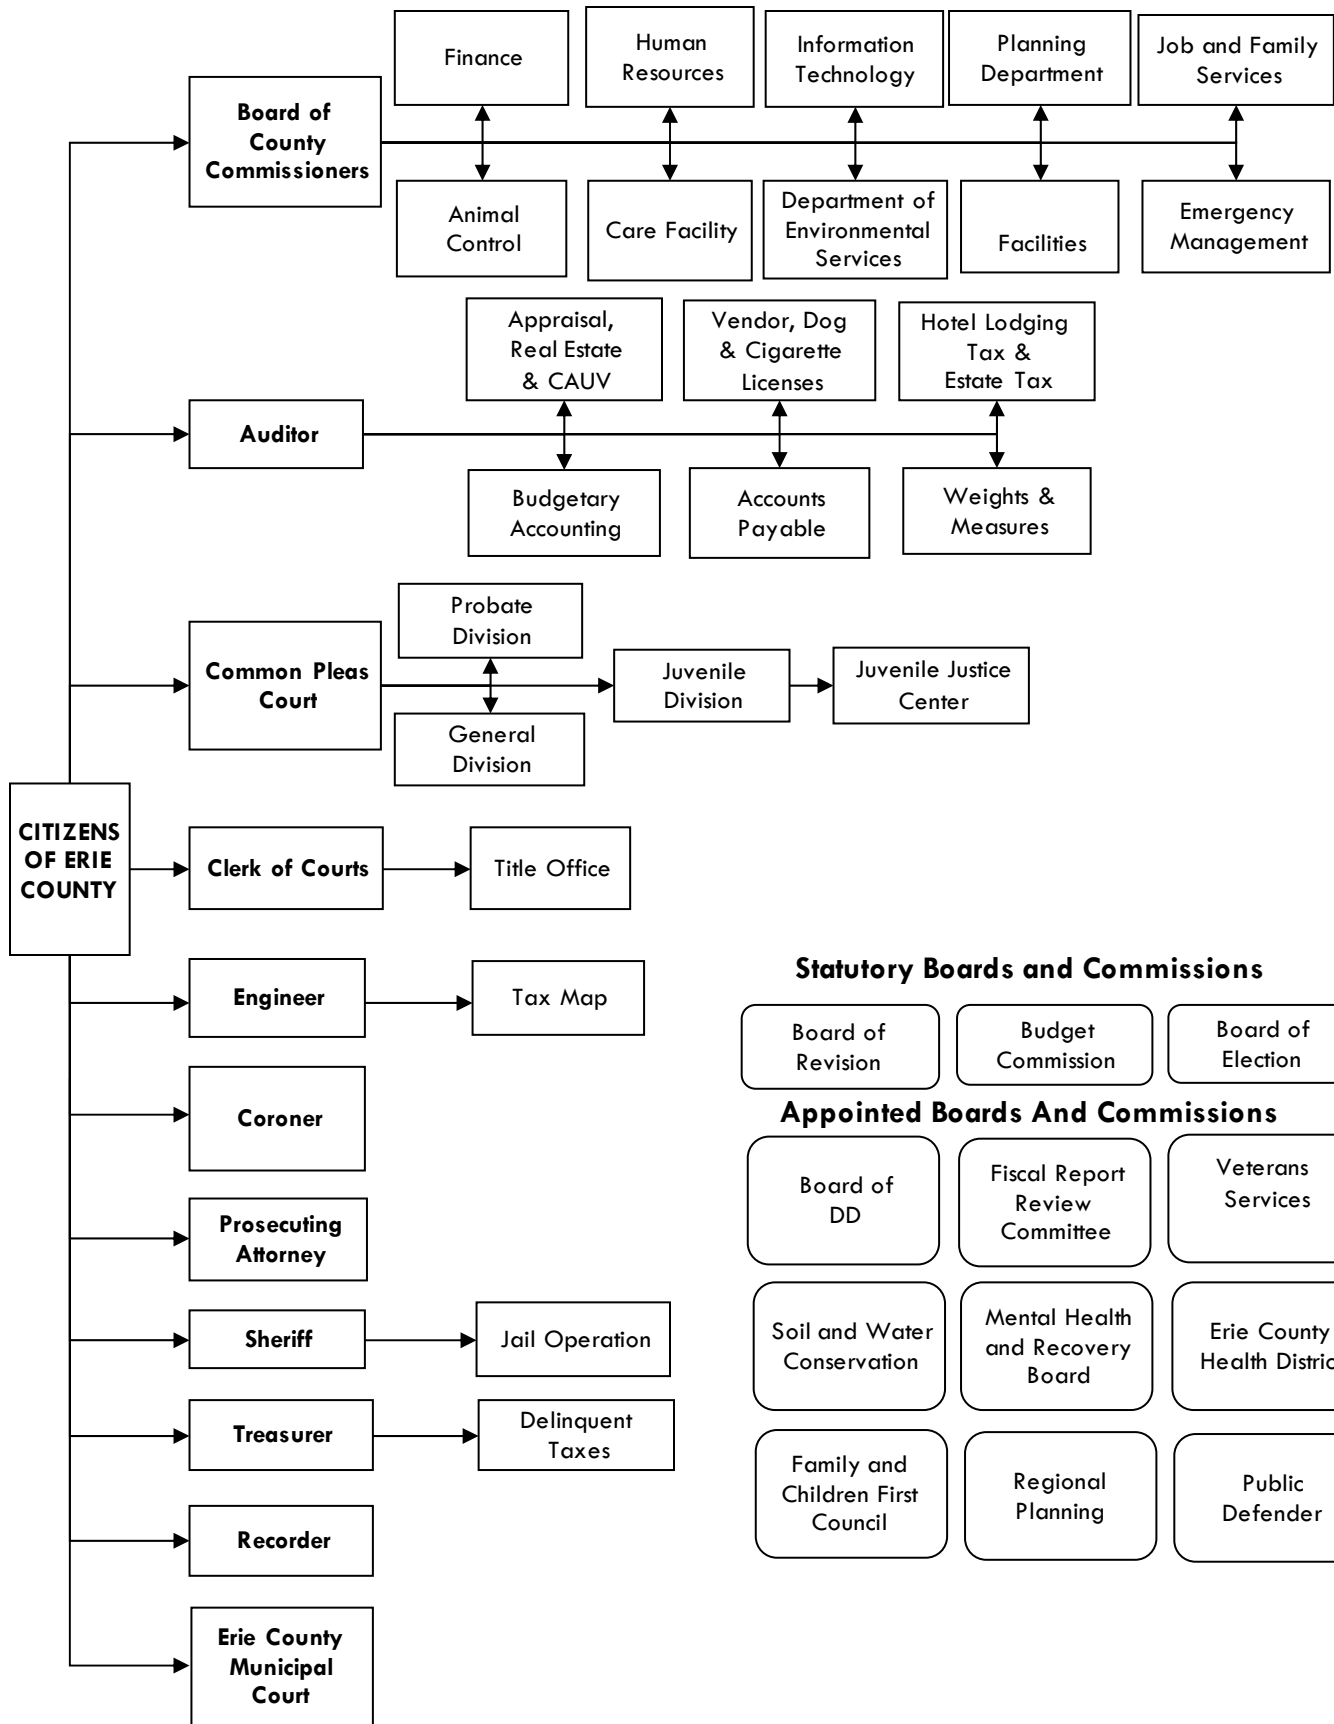 Finance
Human
Resources
Information
Technology
Planning
Department
Job and Family
Services
Board of
County
Commissioners
Animal
Control
Care Facility
Department of
Environmental
Services
Facilities
Emergency
Management
Appraisal,
Real Estate
& CAUV
Vendor, Dog
& Cigarette
Licenses
Hotel Lodging
Tax &
Estate Tax
Auditor
Budgetary
Accounting
Accounts
Payable
Weights &
Measures
Probate
Division
Common Pleas
Court
Juvenile
Division
Juvenile Justice
Center
General
Division
CITIZENS
OF ERIE
COUNTY
Clerk of Courts
Title Office
Engineer
Tax Map
Coroner
Prosecuting
Attorney
Sheriff
Jail Operation
Treasurer
Delinquent
Taxes
Recorder
Erie County
Municipal
Court
Statutory Boards and Commissions
Board of
Revision
Budget
Commission
Board of
Election
Appointed Boards And Commissions
Board of
DD
Fiscal Report
Review
Committee
Veterans
Services
Soil and Water
Conservation
Mental Health
and Recovery
Board
Erie County
Health Distric
Family and
Children First
Council
Regional
Planning
Public
Defender